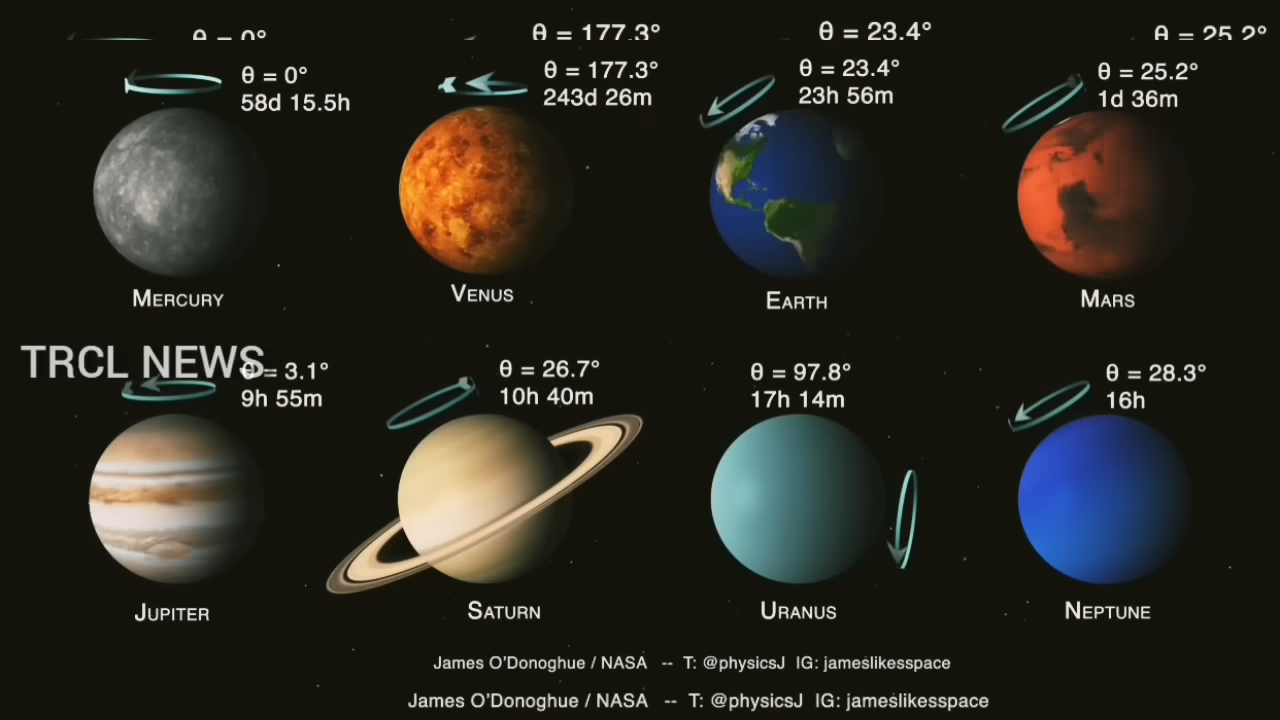 θ = 0°
θ = 177.3°
θ = 23.4°
θ = 25.2°
θ = 0°
58d 15.5h
θ = 177.3°
243d 26m
θ = 23.4°
23h 56m
θ = 25.2°
1d 36m
MERCURY
VENUS
EARTH
MARS
TRCL NEWS
θ = 3.1°
9h 55m
θ = 26.7°
10h 40m
θ = 97.8°
17h 14m
θ = 28.3°
16h
JUPITER
SATURN
URANUS
NEPTUNE
James O'Donoghue / NASA -- T: @physicsJ IG: jameslikesspace
James O'Donoghue / NASA -- T: @physicsJ IG: jameslikesspace